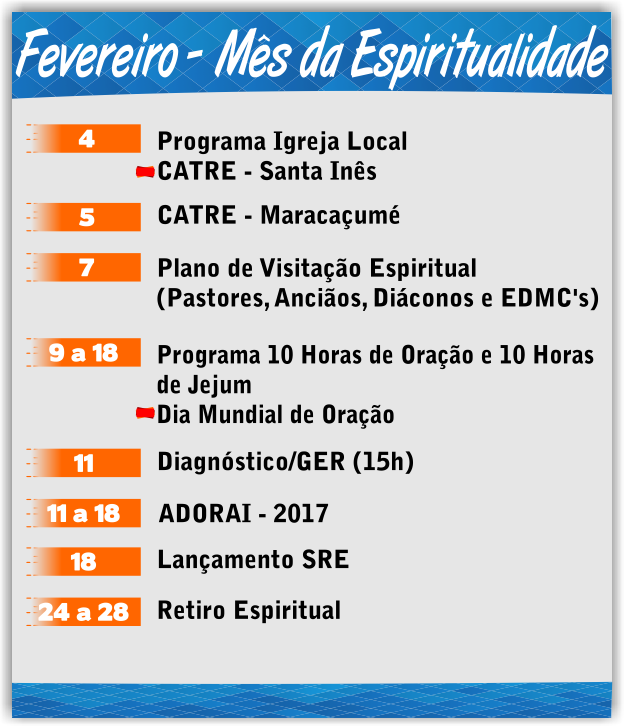 Fevereiro - Mês da Espiritualidade
4 Programa Igreja Local
CATRE - Santa Inês
5 CATRE - Maracaçumé
7 Plano de Visitação Espiritual
(Pastores, Anciãos, Diáconos e EDMC's)
9 a 18 Programa 10 Horas de Oração e 10 Horas
de Jejum
Dia Mundial de Oração
11 Diagnóstico/GER (15h)
11 a 18 ADORAI - 2017
18 Lançamento SRE
24 a 28 Retiro Espiritual